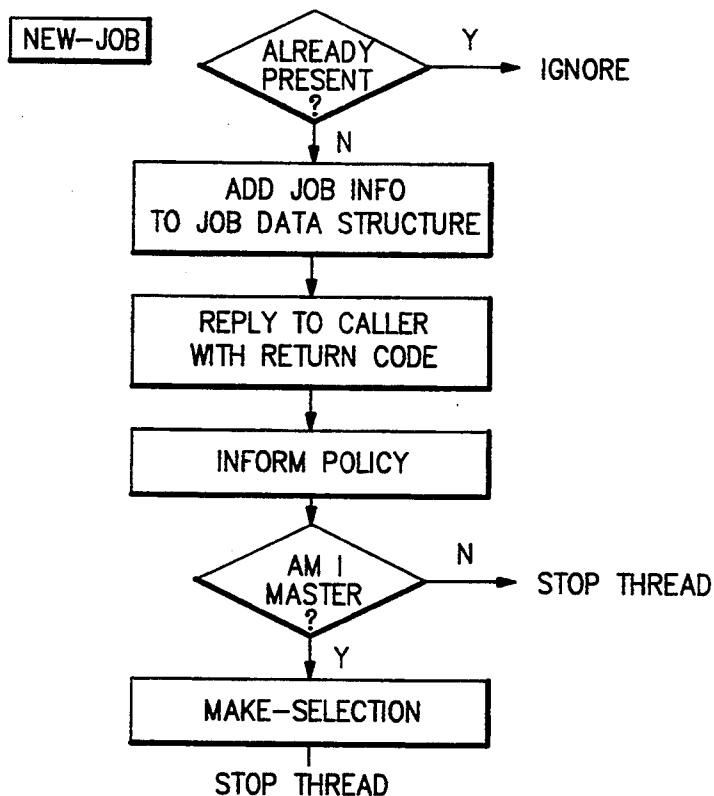 NEW-JOB
ALREADY
PRESENT
?
Y
IGNORE
N
ADD JOB INFO
TO JOB DATA STRUCTURE
REPLY TO CALLER
WITH RETURN CODE
INFORM POLICY
AM I
MASTER
?
N
STOP THREAD
Y
MAKE-SELECTION
STOP THREAD